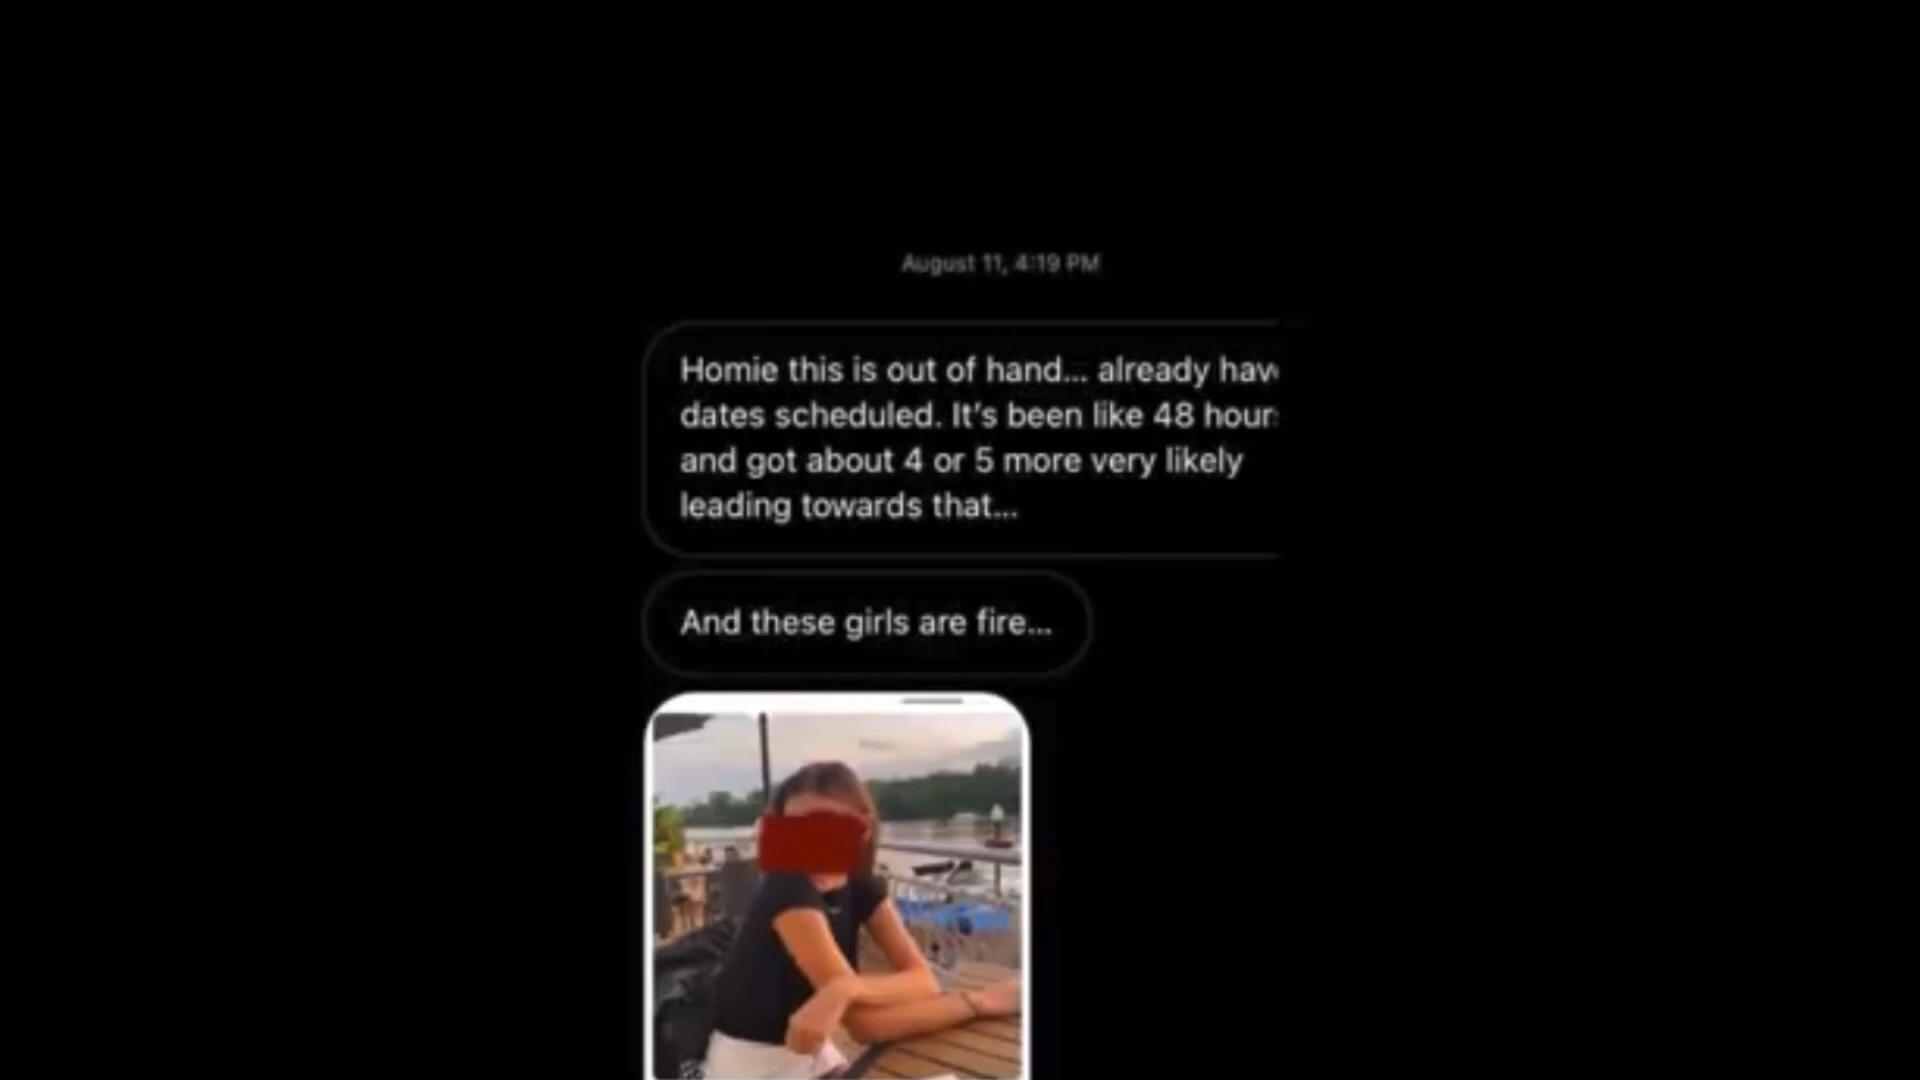 August 11, 4:19 PM
Homie this is out of hand... already
dates scheduled. It's been like 48
and got about 4 or 5 more very likely
leading towards that...
And these girls are fire...